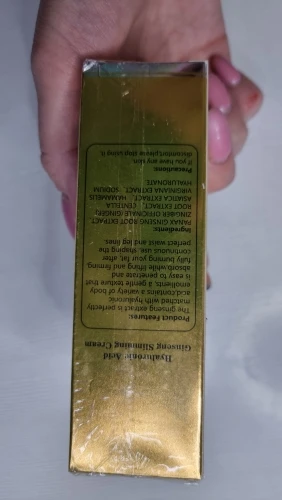 Hyaluronic Acid
Ginseng Slimming Cream
Product features:
The ginseng extract is perfectly
matched with hyaluronic
acid.contains a variety of body
emollients, a gentle texture that
is easy to penetrate and
absorb,while lifting and firming,
fully burning your fat, after
continuous use, shaping the
perfect waist and leg lines.
Ingredients:
PANAX GINSENG ROOT EXTRACT
ZINGIBER OFFICINALE (GINGER)
ROOT EXTRACT, CENTELLA
ASIATICA EXTRACT, HAMAMELIS
VIRGINIANA EXTRACT, SODIUM
HYALURONATE
Precautions:
If you have any skin
discomfort,please stop using it.